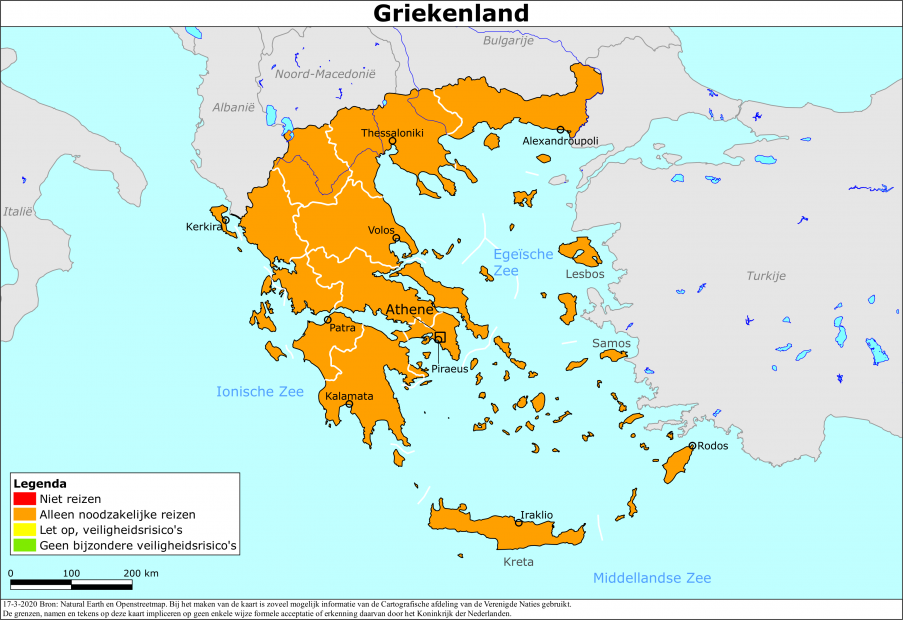 Griekenland
Bulgarije
Noord-Macedonië
Albanië
Thessaloniki
Alexandroupoli
Italië
Kerkira
Volos
Egeïsche
Zee
Lesbos
Turkije
Athene
Patra
Samos
Piraeus
Ionische Zee
Kalamata
Rodos
Legenda
Niet reizen
Alleen noodzakelijke reizen
Let op, veiligheidsrisico's
Geen bijzondere veiligheidsrisico's
Iraklio
Kreta
Middellandse Zee
0 100 200 km
17-3-2020 Bron: Natural Earth en Openstreetmap. Bij het maken van de kaart is zoveel mogelijk informatie van de Cartografische afdeling van de Verenigde Naties gebruikt.
De grenzen, namen en tekens op deze kaart impliceren op geen enkele wijze formele acceptatie of erkenning daarvan door het Koninkrijk der Nederlanden.